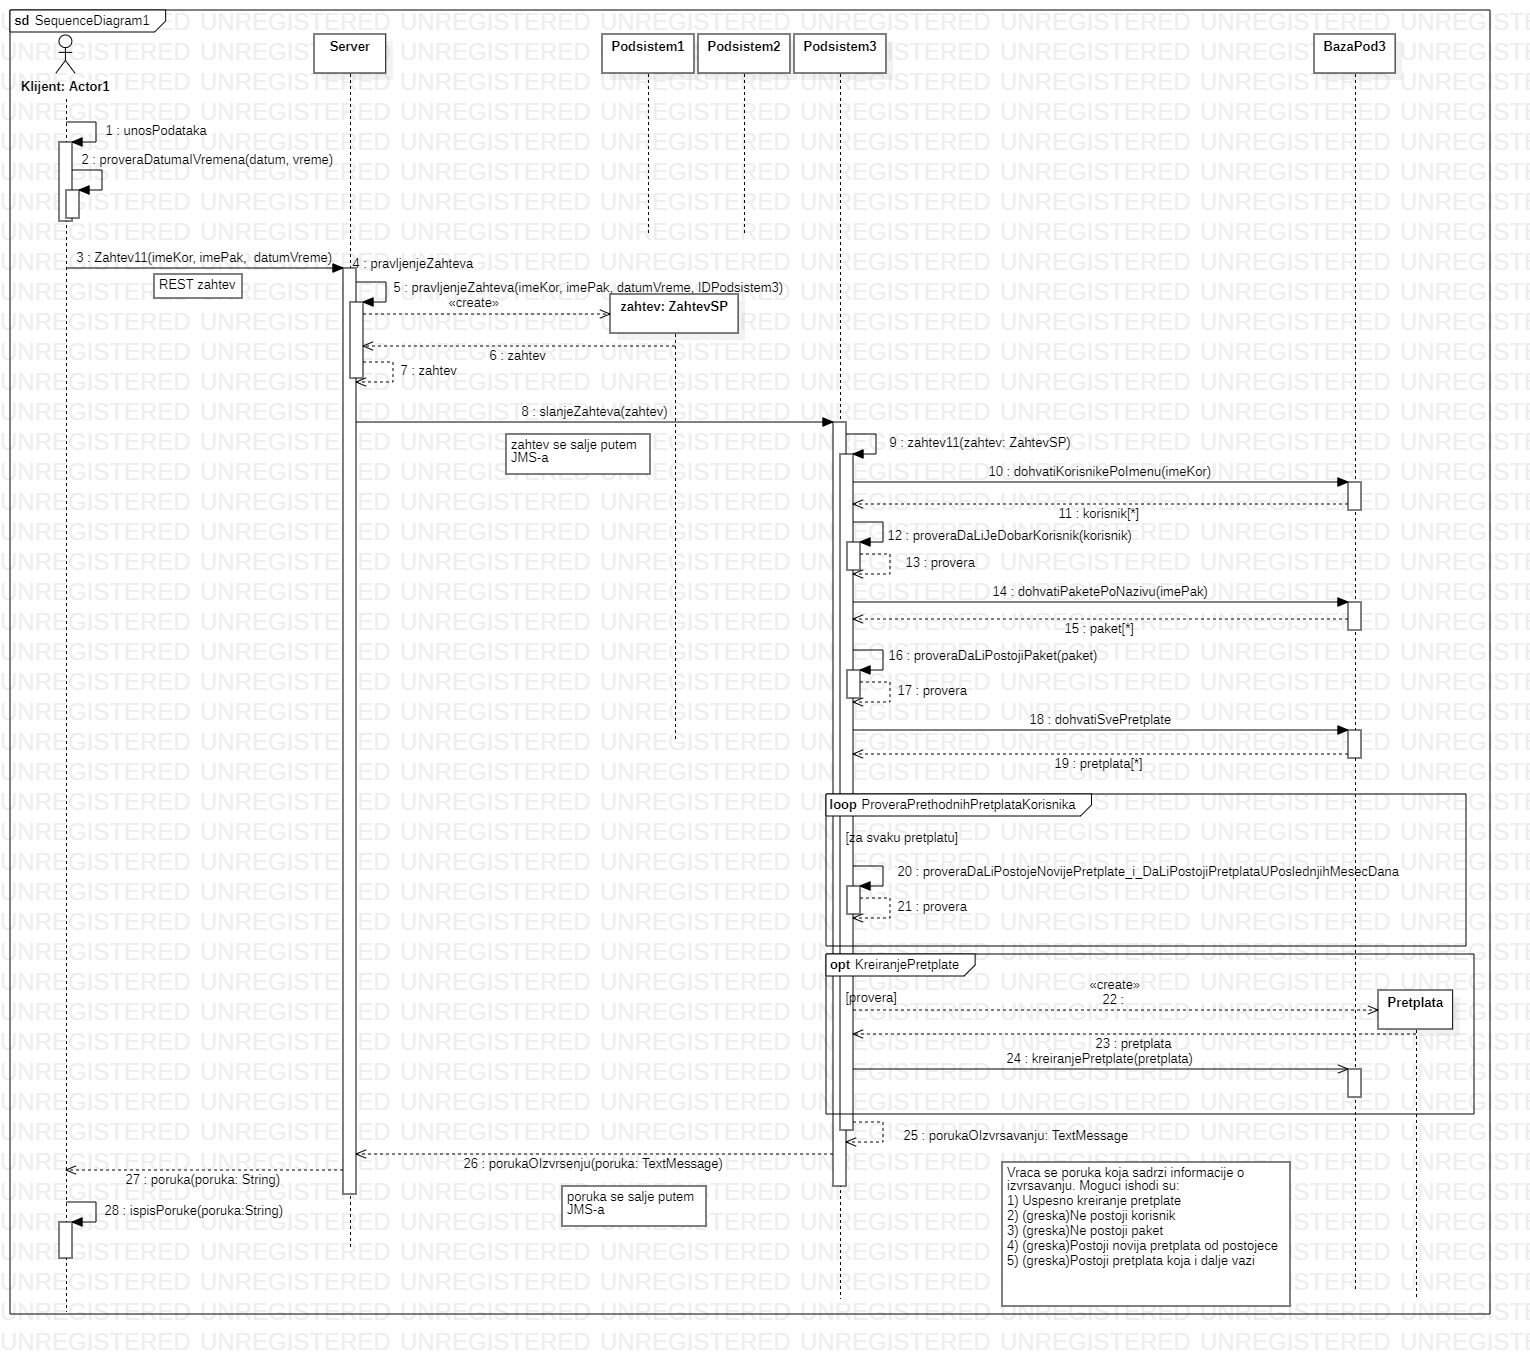 sd SequenceDiagram1
Klijent: Actor1
Server
Podsistem1
Podsistem2
Podsistem3
BazaPod3
1 : unosPodataka
2 : proveraDatumaIVremena(datum, vreme)
3 : Zahtev11(imeKor, imePak,  datumVreme)
REST zahtev
4 : pravljenjeZahteva
5 : pravljenjeZahteva(imeKor, imePak, datumVreme, IDPodsistem3)
«create»
zahtev: ZahtevSP
6 : zahtev
7 : zahtev
8 : slanjeZahteva(zahtev)
zahtev se salje putem
JMS-a
9 : zahtev11(zahtev: ZahtevSP)
10 : dohvatiKorisnikePoImenu(imeKor)
11 : korisnik[*]
12 : proveraDaLiJeDobarKorisnik(korisnik)
13 : provera
14 : dohvatiPaketePoNazivu(imePak)
15 : paket[*]
16 : proveraDaLiPostojiPaket(paket)
17 : provera
18 : dohvatiSvePretplate
19 : pretplata[*]
loop ProveraPrethodnihPretplataKorisnika
[za svaku pretplatu]
20 : proveraDaLiPostojeNovijePretplate_i_DaLiPostojiPretplataUPoslednjihMesecDana
21 : provera
opt KreiranjePretplate
[provera]
«create»
22 :
Pretplata
23 : pretplata
24 : kreiranjePretplate(pretplata)
25 : porukaOIzvrsavanju: TextMessage
26 : porukaOIzvrsenju(poruka: TextMessage)
27 : poruka(poruka: String)
poruka se salje putem
JMS-a
28 : ispisPoruke(poruka:String)
Vraca se poruka koja sadrzi informacije o
izvrsavanju. Moguci ishodi su:
1) Uspesno kreiranje pretplate
2) (greska)Ne postoji korisnik
3) (greska)Ne postoji paket
4) (greska)Postoji novija pretplata od postojece
5) (greska)Postoji pretplata koja i dalje vazi
UNREGISTERED